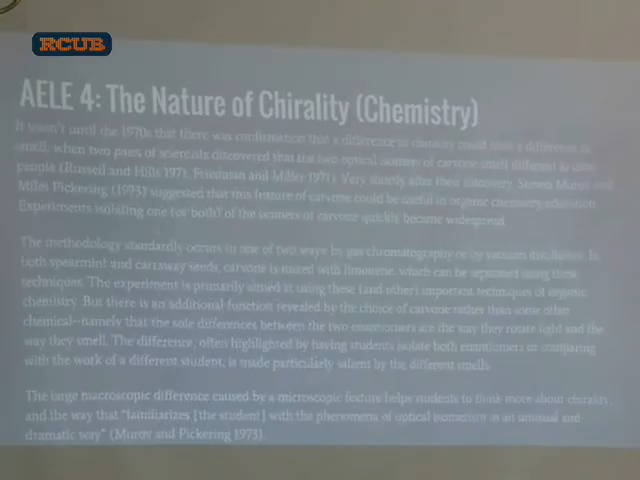 RCUB
AELE 4: The Nature of Chirality (Chemistry)
It wasn't until the 1970s that there was confirmation that a difference in chirality could have a difference in
smell, when two pairs of scientists discovered that the two optical isomers of carvone smell different to most
people (Russell and Hills 1971, Friedman and Miller 1971). Very shortly after their discovery, Steven Murov and
Miles Pickering (1973) suggested that this feature of carvone could be useful in organic chemistry education.
Experiments isolating one (or both) of the isomers of carvone quickly became widespread.
The methodology standardly occurs in one of two ways: by gas chromatography or by vacuum distillation. In
both spearmint and carraway seeds, carvone is mixed with limonene, which can be separated using these
techniques. The experiment is primarily aimed at using these (and other) important techniques of organic
chemistry. But there is an additional function revealed by the choice of carvone rather than some other
chemical—namely that the sole differences between the two enantiomers are the way they rotate light and the
way they smell. The difference, often highlighted by having students isolate both enantiomers or comparing
with the work of a different student, is made particularly salient by the different smells.
The large macroscopic difference caused by a microscopic feature helps students to think more about chirality,
and the way that "familiarizes [the student] with the phenomena of optical isomerism in an unusual and
dramatic way" (Murov and Pickering 1973).